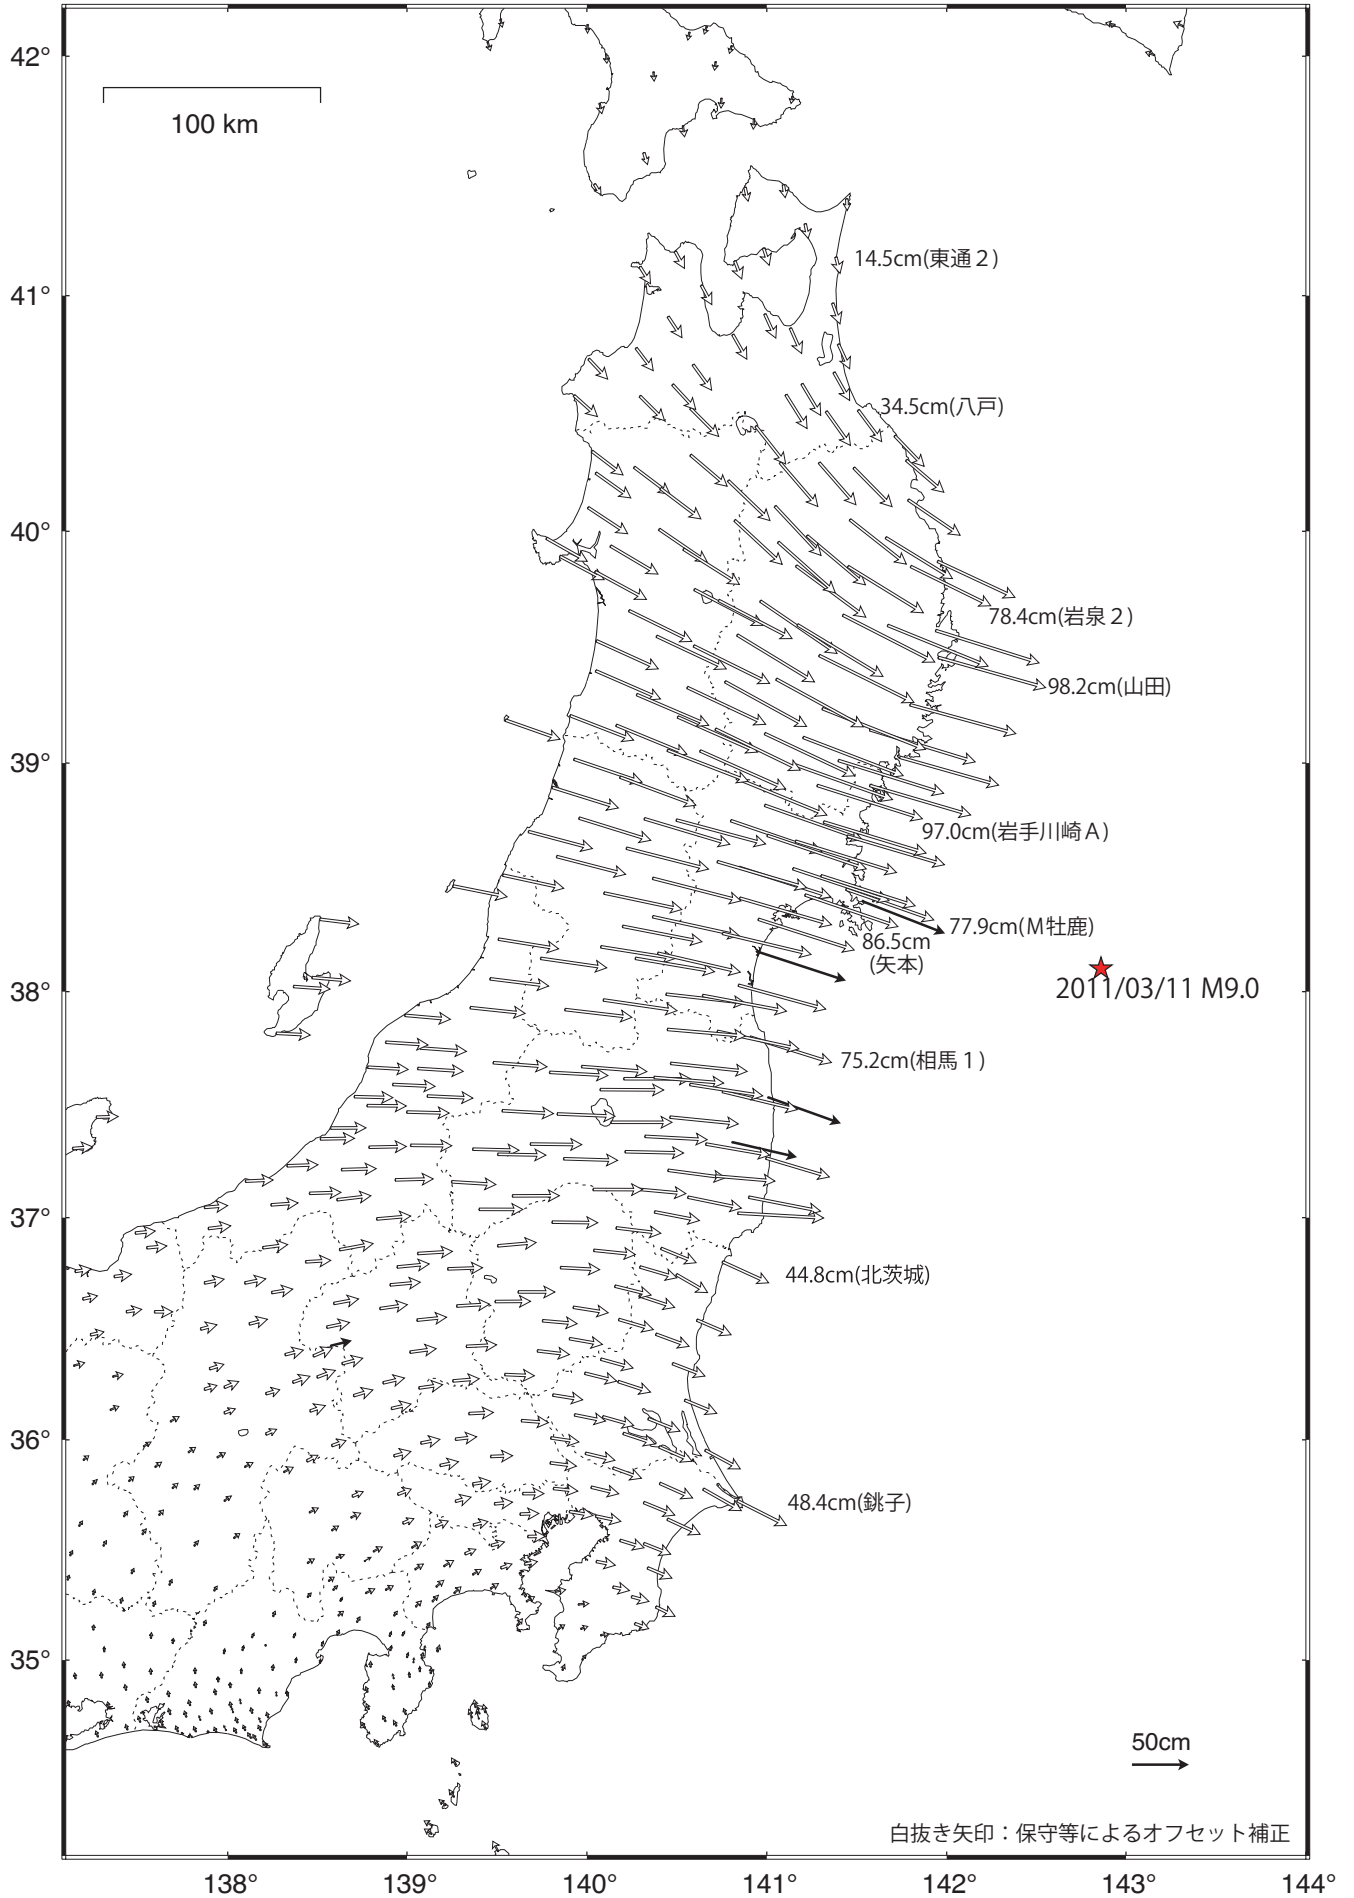 42°
100 km
14.5cm(東通２)
41°
34.5cm(八戸)
40°
78.4cm(岩泉２)
98.2cm(山田)
39°
97.0cm(岩手川崎Ａ)
77.9cm(Ｍ牡鹿)
86.5cm
(矢本)
38°
2011/03/11 M9.0
75.2cm(相馬１)
37°
44.8cm(北茨城)
36°
48.4cm(銚子)
35°
50cm
白抜き矢印：保守等によるオフセット補正
138°
139°
140°
141°
142°
143°
144°